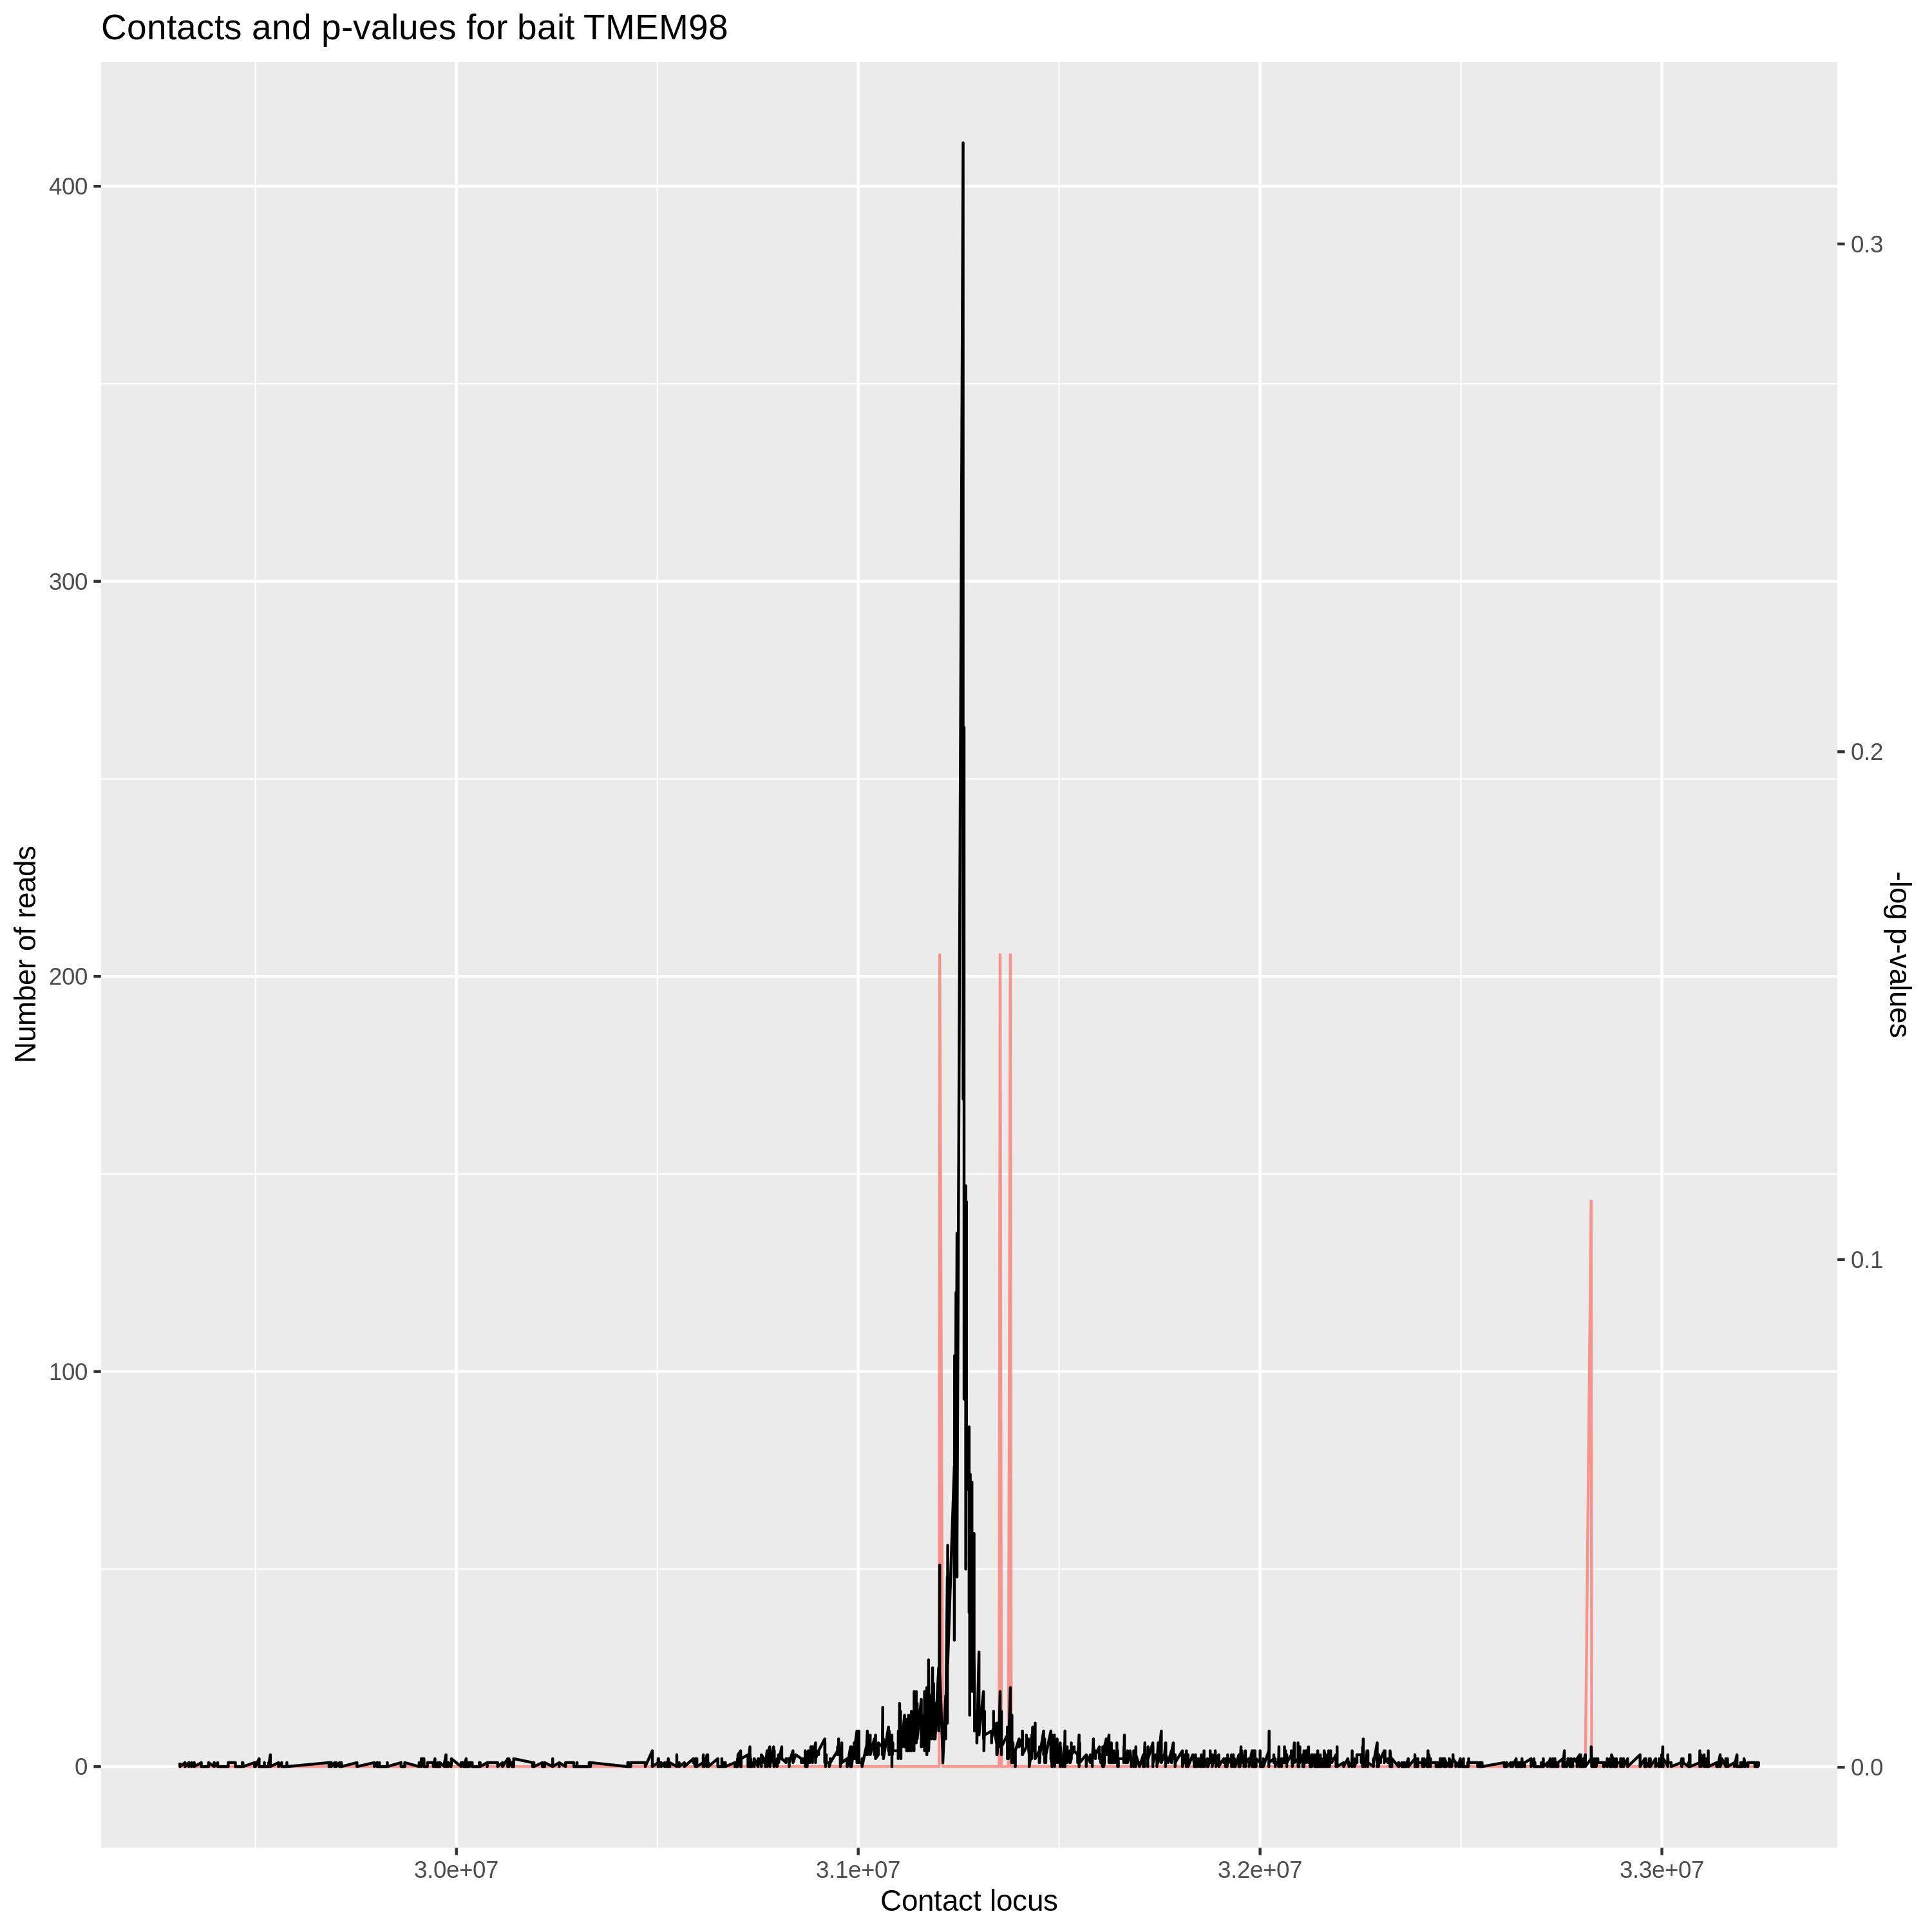 Contacts and p-values for bait TMEM98
Number of reads
400
300
200
100
0
0.3
0.2
0.1
0.0
-log p-values
3.0e+07
3.1e+07
3.2e+07
3.3e+07
Contact locus